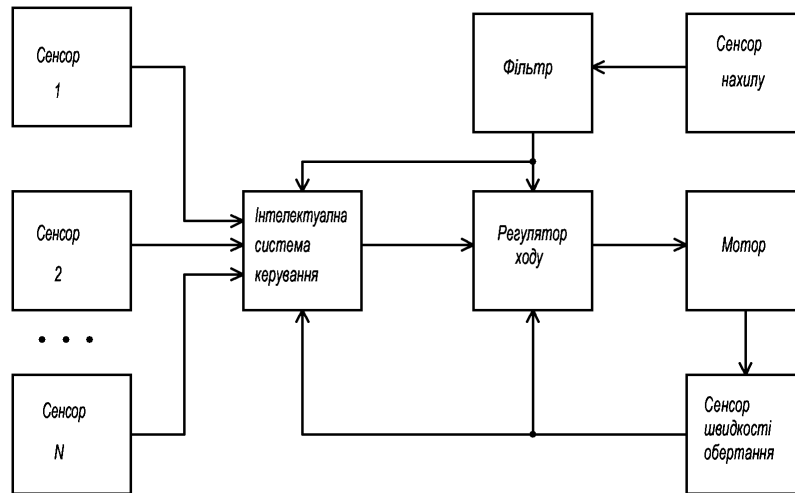 Сенсор
1
Фільтр
Сенсор
нахилу
Сенсор
2
Інтелектуална
система
керування
Регулятор
ходу
Мотор
. . .
Сенсор
N
Сенсор
швидкості
обертання